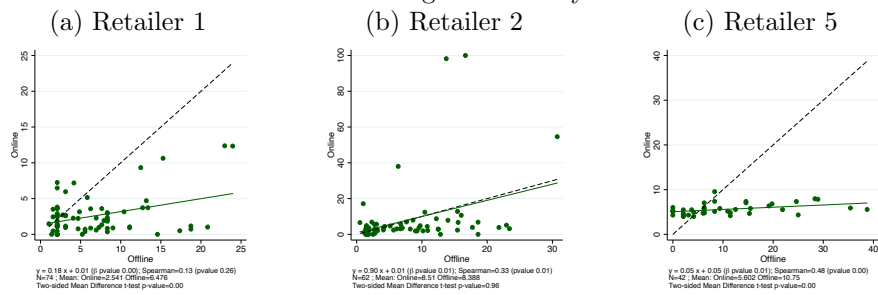 (a) Retailer 1
(b) Retailer 2
(c) Retailer 5
25
20
15
10
5
0
Online
0
5
10
15
20
25
Offline
y = 0.18 x + 0.01 (β pvalue 0.00); Spearman=0.13 (pvalue 0.26)
N=74 ; Mean: Online=2.541 Offline=6.476
Two-sided Mean Difference t-test p-value=0.00
100
80
60
40
20
0
Online
0
10
20
30
Offline
y = 0.90 x + 0.01 (β pvalue 0.01); Spearman=0.33 (pvalue 0.01)
N=62 ; Mean: Online=8.51 Offline=8.388
Two-sided Mean Difference t-test p-value=0.96
40
30
20
10
0
Online
0
10
20
30
40
Offline
y = 0.05 x + 0.05 (β pvalue 0.01); Spearman=0.48 (pvalue 0.00)
N=42 ; Mean: Online=5.602 Offline=10.75
Two-sided Mean Difference t-test p-value=0.00